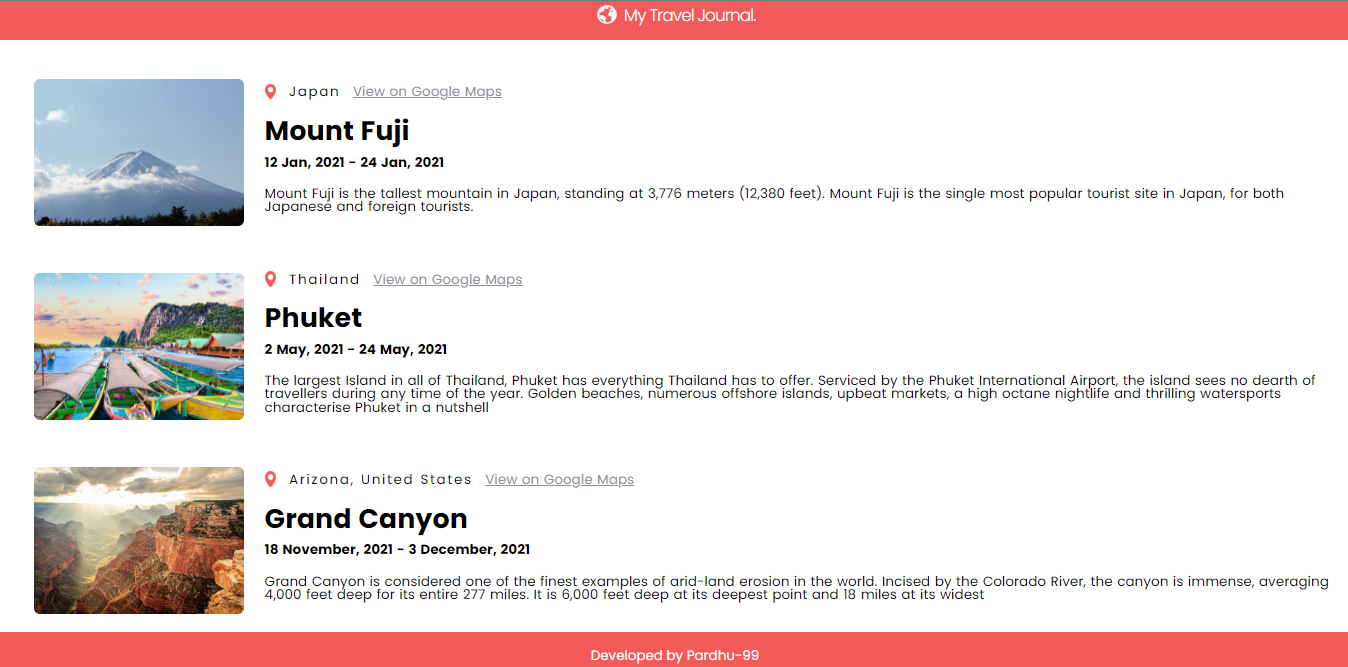 My Travel Journal.
Japan View on Google Maps
Mount Fuji
12 Jan, 2021 - 24 Jan, 2021
Mount Fuji is the tallest mountain in Japan, standing at 3,776 meters (12,380 feet). Mount Fuji is the single most popular tourist site in Japan, for both
Japanese and foreign tourists.
Thailand View on Google Maps
Phuket
2 May, 2021 - 24 May, 2021
The largest Island in all of Thailand, Phuket has everything Thailand has to offer. Serviced by the Phuket International Airport, the island sees no dearth of
travellers during any time of the year. Golden beaches, numerous offshore islands, upbeat markets, a high octane nightlife and thrilling watersports
characterise Phuket in a nutshell
Arizona, United States View on Google Maps
Grand Canyon
18 November, 2021 - 3 December, 2021
Grand Canyon is considered one of the finest examples of arid-land erosion in the world. Incised by the Colorado River, the canyon is immense, averaging
4,000 feet deep for its entire 277 miles. It is 6,000 feet deep at its deepest point and 18 miles at its widest
Developed by Pardhu-99